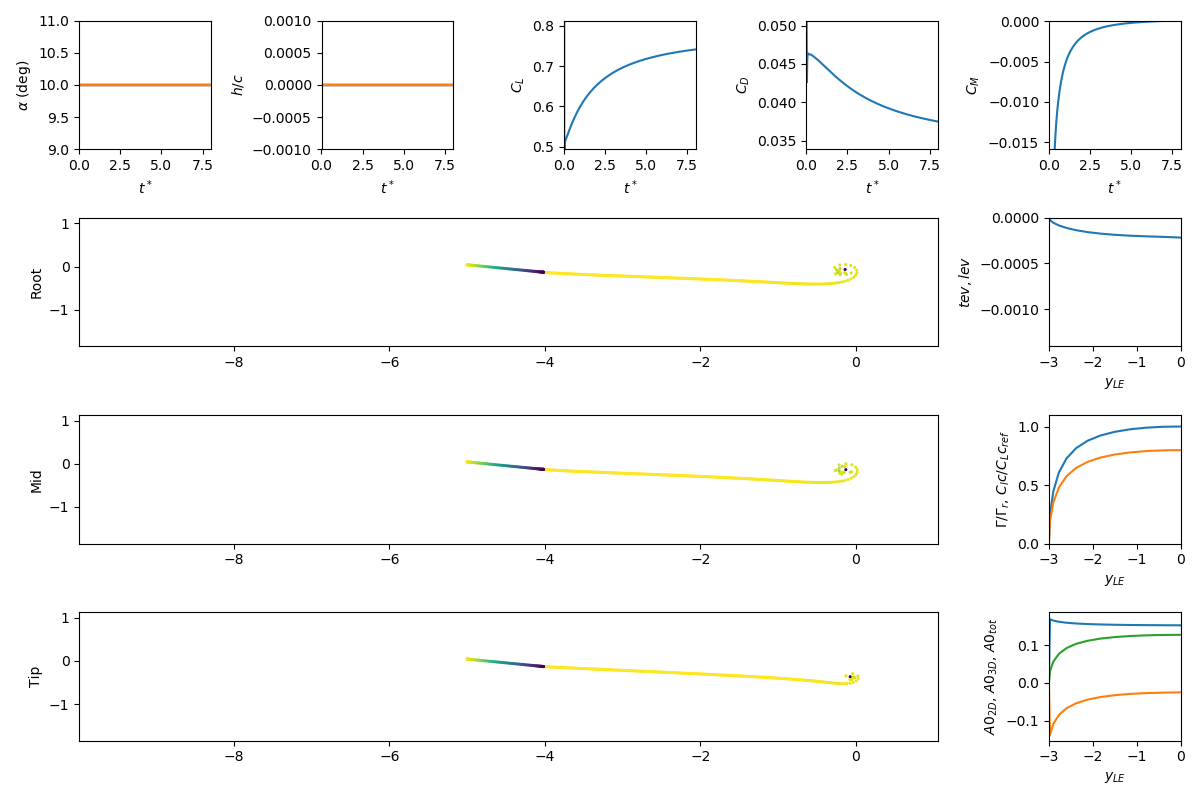 11.0
10.5
10.0
9.5
9.0
α (deg)
0.0 2.5 5.0 7.5
t*
0.0010
0.0005
0.0000
−0.0005
−0.0010
h/c
0.0 2.5 5.0 7.5
t*
0.8
0.7
0.6
0.5
C_L
0.0 2.5 5.0 7.5
t*
0.050
0.045
0.040
0.035
C_D
0.0 2.5 5.0 7.5
t*
0.000
−0.005
−0.010
−0.015
C_M
0.0 2.5 5.0 7.5
t*
Root
1
0
−1
−8 −6 −4 −2 0
tev, lev
0.0000
−0.0005
−0.0010
−3 −2 −1 0
y_LE
Mid
1
0
−1
−8 −6 −4 −2 0
Γ/Γ_r, C_lc/C_Lc_ref
1.0
0.5
0.0
−3 −2 −1 0
y_LE
Tip
1
0
−1
−8 −6 −4 −2 0
A0_2D, A0_3D, A0_tot
0.1
0.0
−0.1
−3 −2 −1 0
y_LE